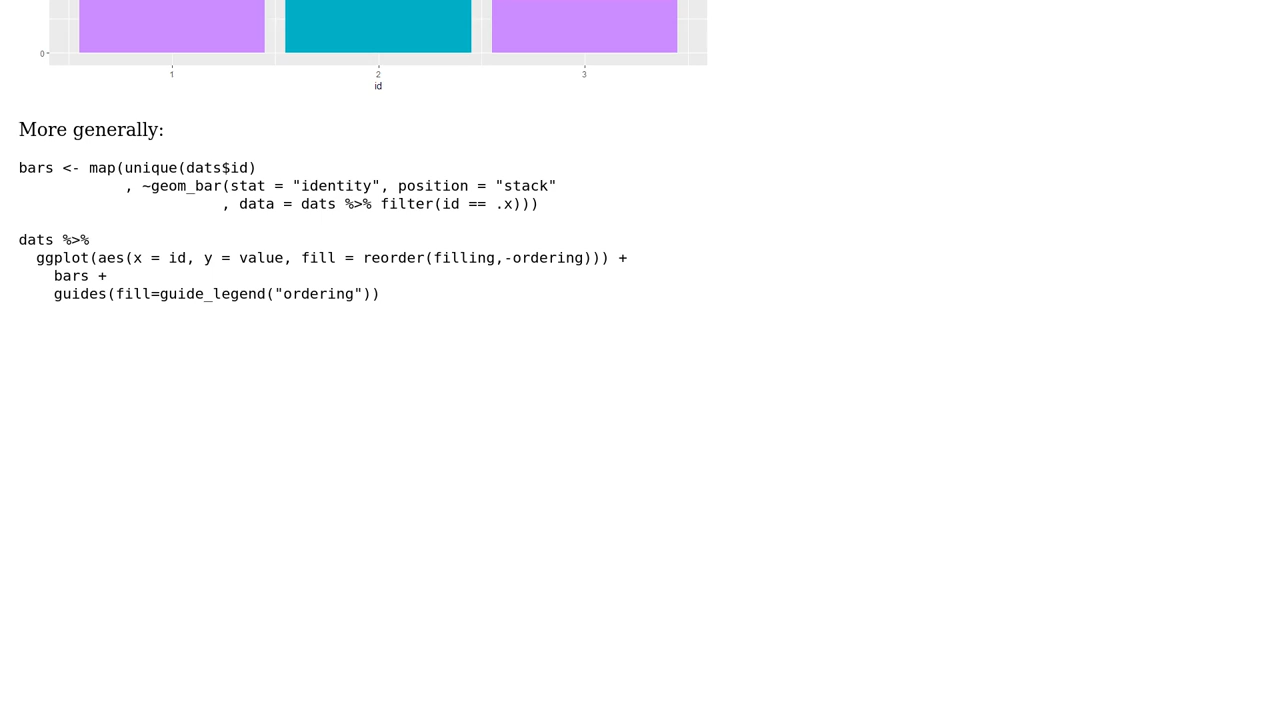 0
1 2 3
id
More generally:
bars <- map(unique(dats$id)
            , ~geom_bar(stat = "identity", position = "stack"
                       , data = dats %>% filter(id == .x)))
dats %>%
  ggplot(aes(x = id, y = value, fill = reorder(filling,-ordering))) +
    bars +
    guides(fill=guide_legend("ordering"))